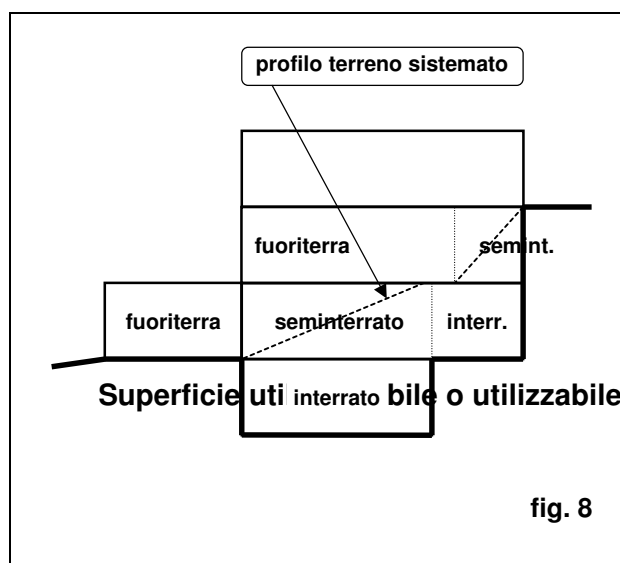 profilo terreno sistemato
fuoriterra semint.
fuoriterra seminterrato interr.
Superficie uti interrato bile o utilizzabile
fig. 8